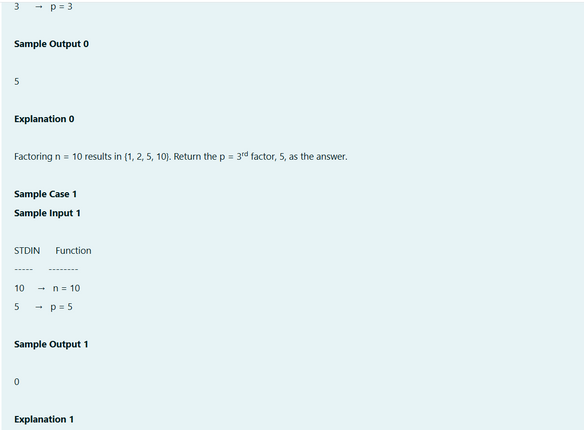 3 → p = 3
Sample Output 0
5
Explanation 0
Factoring n = 10 results in {1, 2, 5, 10}. Return the p = 3rd factor, 5, as the answer.
Sample Case 1
Sample Input 1
STDIN Function
----- --------
10 → n = 10
5 → p = 5
Sample Output 1
0
Explanation 1